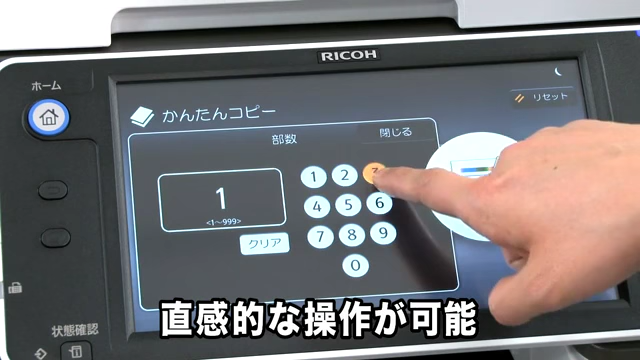 RICOH
ホーム
かんたんコピー
リセット
部数
閉じる
1
<1~999>
クリア
1
2
3
4
5
6
7
8
9
0
状態確認
直感的な操作が可能